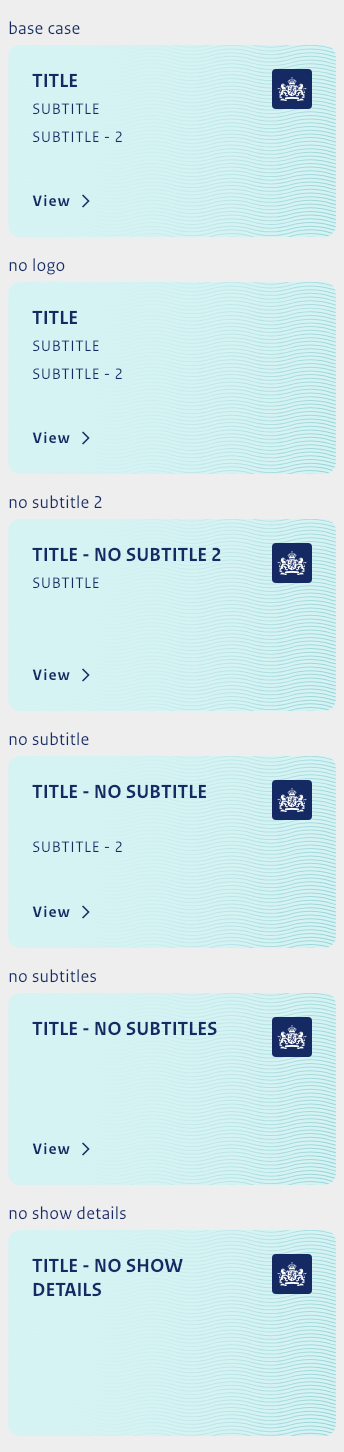 base case
TITLE
SUBTITLE
SUBTITLE - 2
View
no logo
TITLE
SUBTITLE
SUBTITLE - 2
View
no subtitle 2
TITLE - NO SUBTITLE 2
SUBTITLE
View
no subtitle
TITLE - NO SUBTITLE
SUBTITLE - 2
View
no subtitles
TITLE - NO SUBTITLES
View
no show details
TITLE - NO SHOW
DETAILS